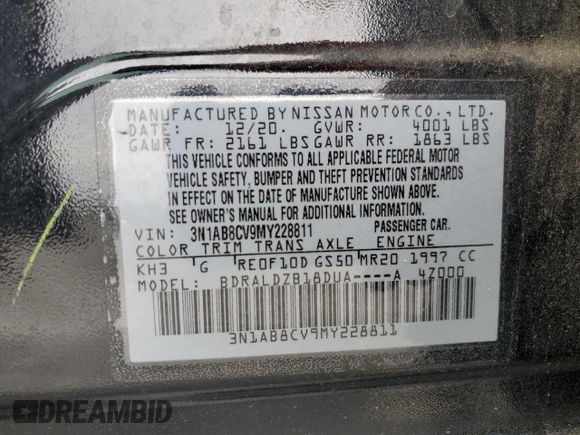 MANUFACTURED BY NISSAN MOTOR CO., LTD.
DATE: 12/20. GVWR: 4001 LBS
GAWR FR: 2161 LBS GAWR RR: 1863 LBS
THIS VEHICLE CONFORMS TO ALL APPLICABLE FEDERAL MOTOR
VEHICLE SAFETY, BUMPER AND THEFT PREVENTION STANDARDS
IN EFFECT ON THE DATE OF MANUFACTURE SHOWN ABOVE.
SEE OWNER'S MANUAL FOR ADDITIONAL INFORMATION.
VIN: 3N1AB8CV9MY228811 PASSENGER CAR.
COLOR TRIM TRANS AXLE ENGINE
KH3 G RE0F10D GS50 MR20 1997 CC
MODEL: BDRALDZB18DUA----A 4Z000
3N1AB8CV9MY228811
DREAMBID